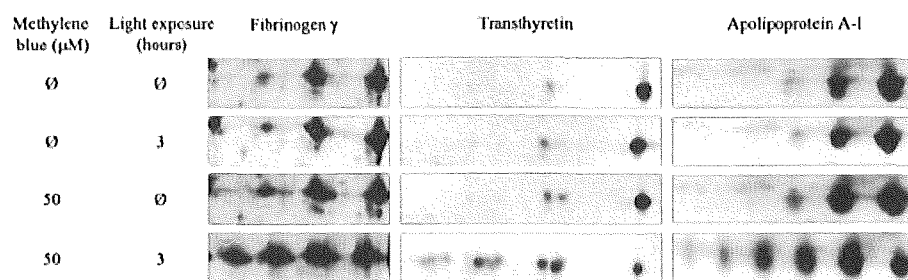 Methylene blue (µM) Light exposure (hours) Fibrinogen γ Transthyretin Apolipoprotein A-I
Ø Ø
Ø 3
50 Ø
50 3